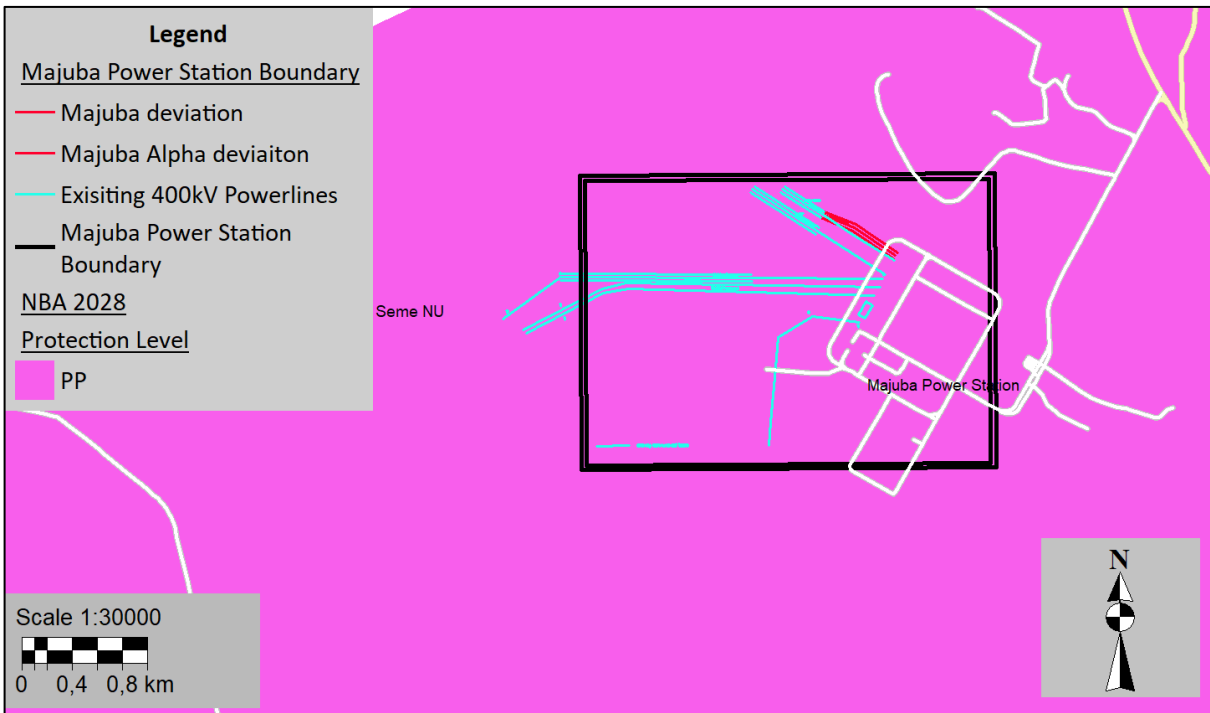 Legend
Majuba Power Station Boundary
Majuba deviation
Majuba Alpha deviaiton
Exisiting 400kV Powerlines
Majuba Power Station
Boundary
NBA 2028
Protection Level
PP
Seme NU
Majuba Power Station
Scale 1:30000
0 0,4 0,8 km
N